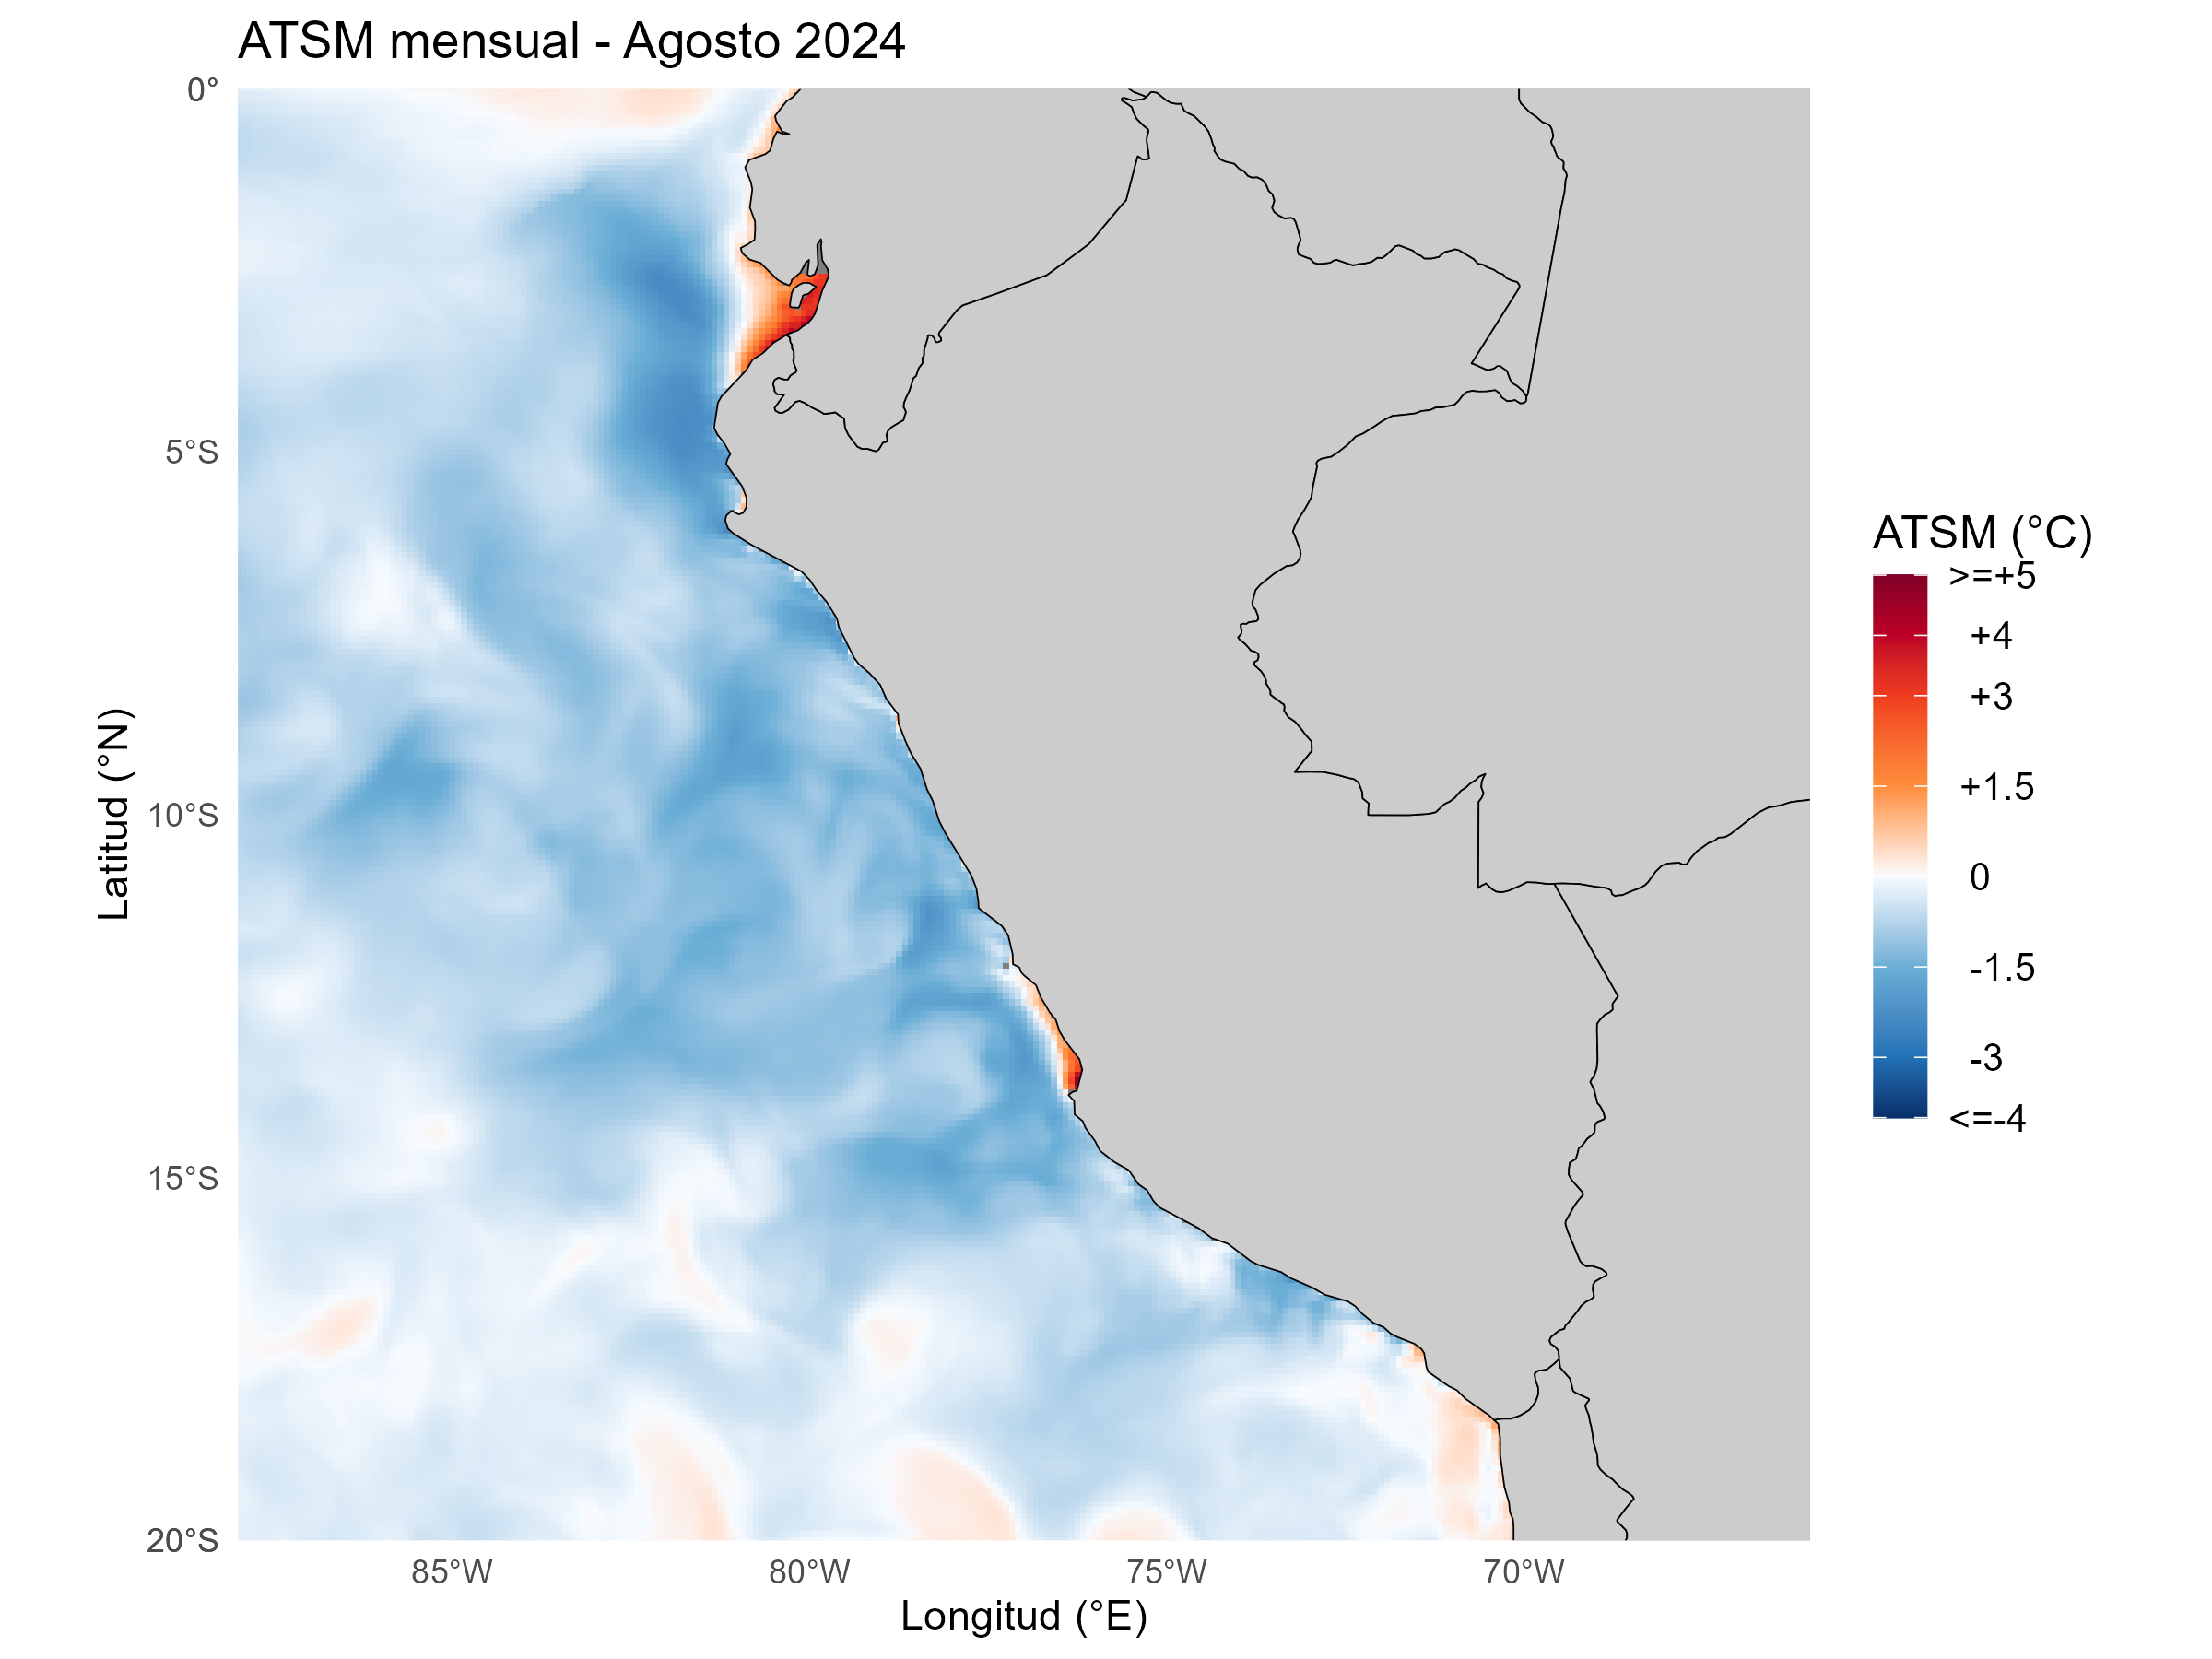 ATSM mensual - Agosto 2024
0°
5°S
10°S
15°S
20°S
Latitud (°N)
85°W
80°W
75°W
70°W
Longitud (°E)
ATSM (°C)
>=+5
+4
+3
+1.5
0
-1.5
-3
<=-4